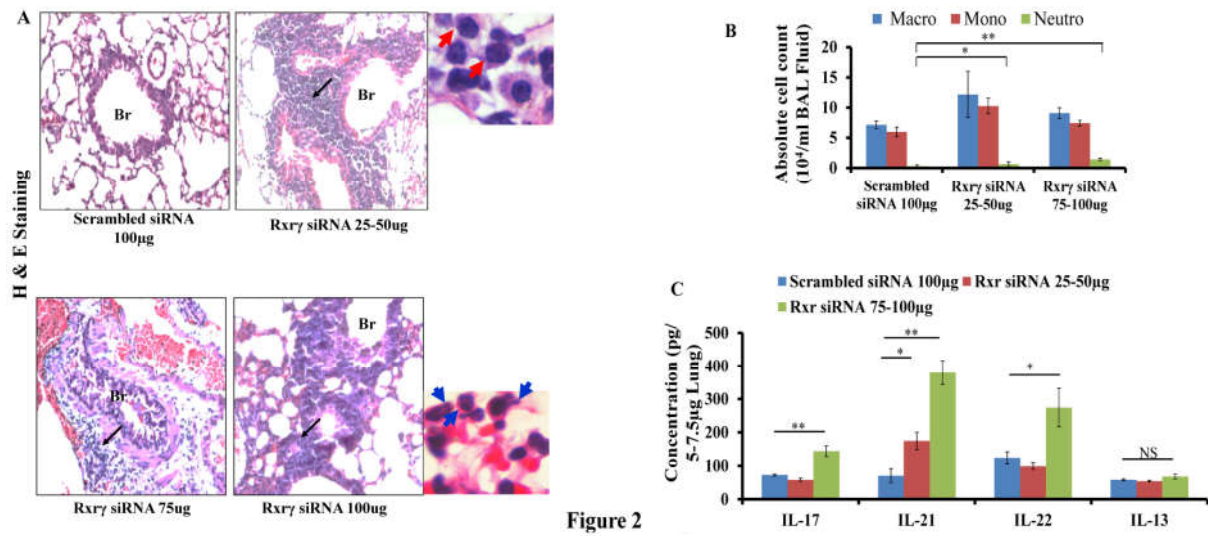 A
H & E Staining
Br
Br
Scrambled siRNA
100µg
Rxrγ siRNA 25-50ug
Br
Br
Rxrγ siRNA 75ug
Rxrγ siRNA 100ug
Figure 2
B
Macro Mono Neutro
Absolute cell count
(10⁴/ml BAL Fluid)
20
15
10
5
0
*
**
Scrambled
siRNA 100µg
Rxrγ siRNA
25-50ug
Rxrγ siRNA
75-100ug
C
Scrambled siRNA 100µg Rxr siRNA 25-50µg
Rxr siRNA 75-100µg
Concentration (pg/
5-7.5µg Lung)
500
400
300
200
100
0
**
**
*
*
NS
IL-17 IL-21 IL-22 IL-13